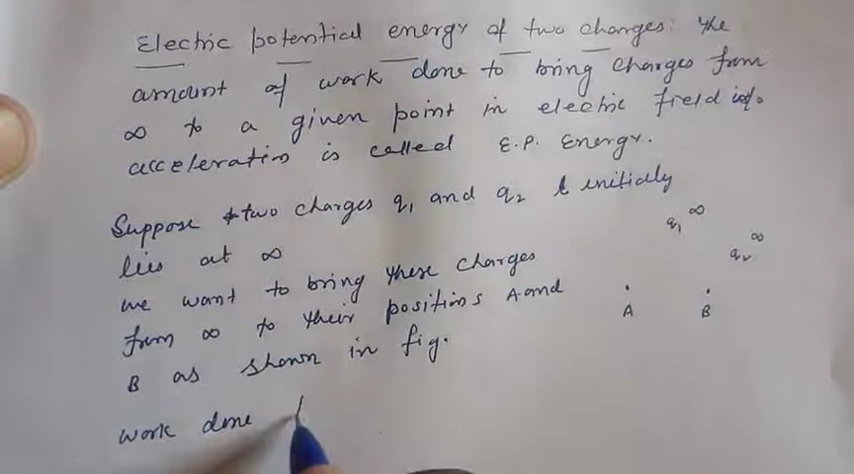 Electric potential energy of two charges: the
amount of work done to bring charges from
∞ to a given point in electric field w/o
acceleration is called E.P. Energy.
Suppose two charges q₁ and q₂ initially
lies at ∞
we want to bring these charges
from ∞ to their positions A and
B as shown in fig.
work done
q₁ ∞
q₂ ∞
A B